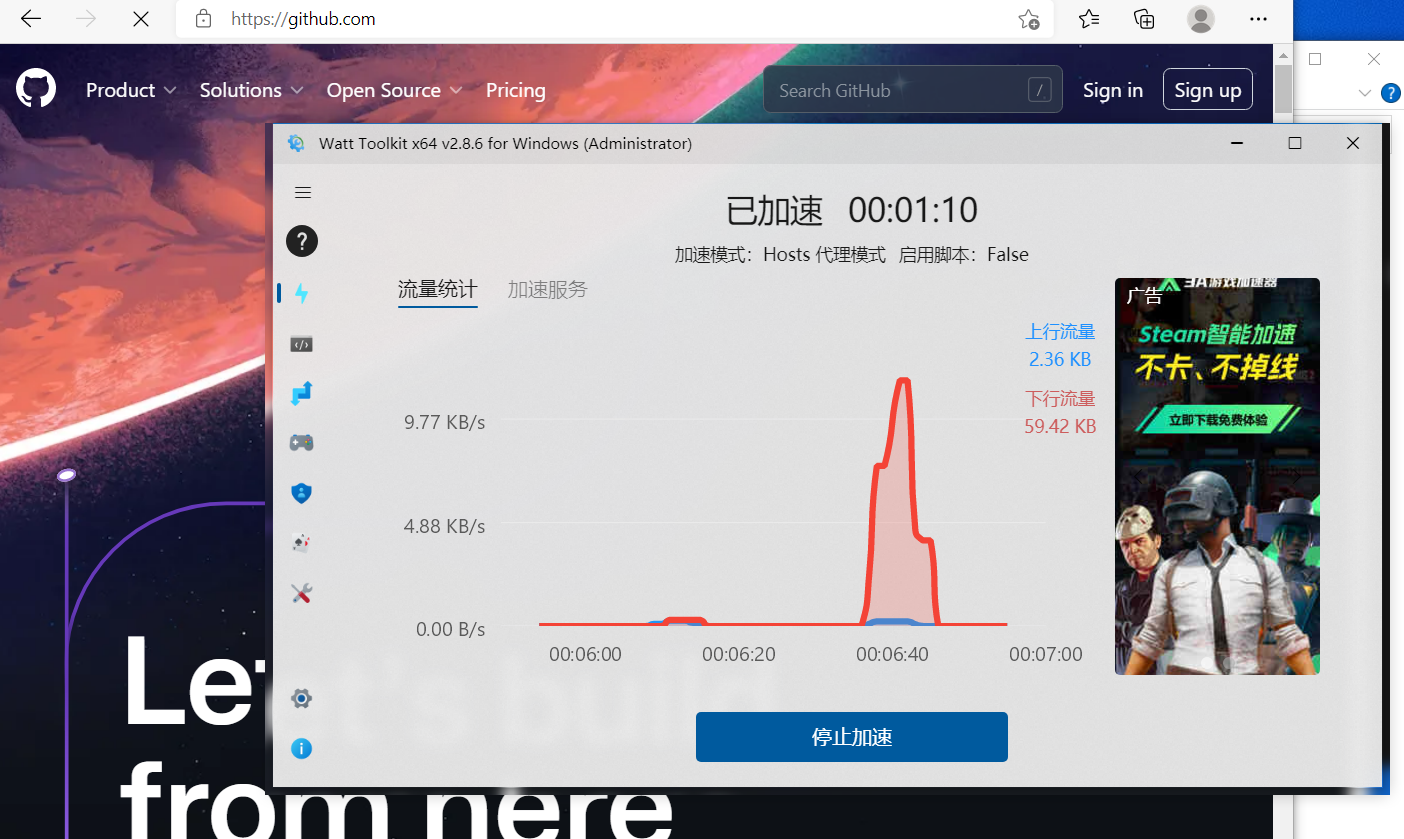 https://github.com
Product Solutions Open Source Pricing
Search GitHub /
Sign in
Sign up
Watt Toolkit x64 v2.8.6 for Windows (Administrator)
已加速 00:01:10
加速模式：Hosts 代理模式 启用脚本：False
流量统计 加速服务
上行流量
2.36 KB
下行流量
59.42 KB
9.77 KB/s
4.88 KB/s
0.00 B/s
00:06:00 00:06:20 00:06:40 00:07:00
广告
3A游戏加速器
Steam智能加速
不卡、不掉线
立即下载免费体验
停止加速
Let's build
from here